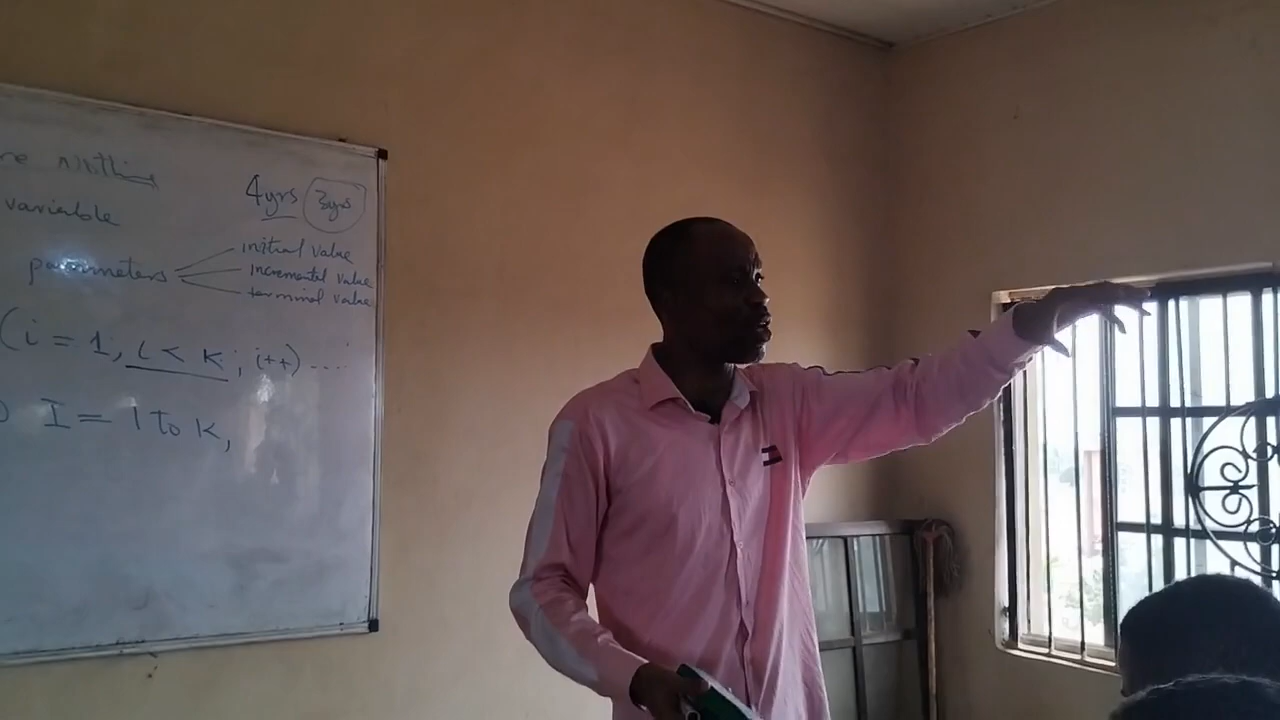 4yrs 3yrs
variable
parameters
initial value
incremental value
terminal value
(i = 1, i < k; i++)....
I = 1 to K,